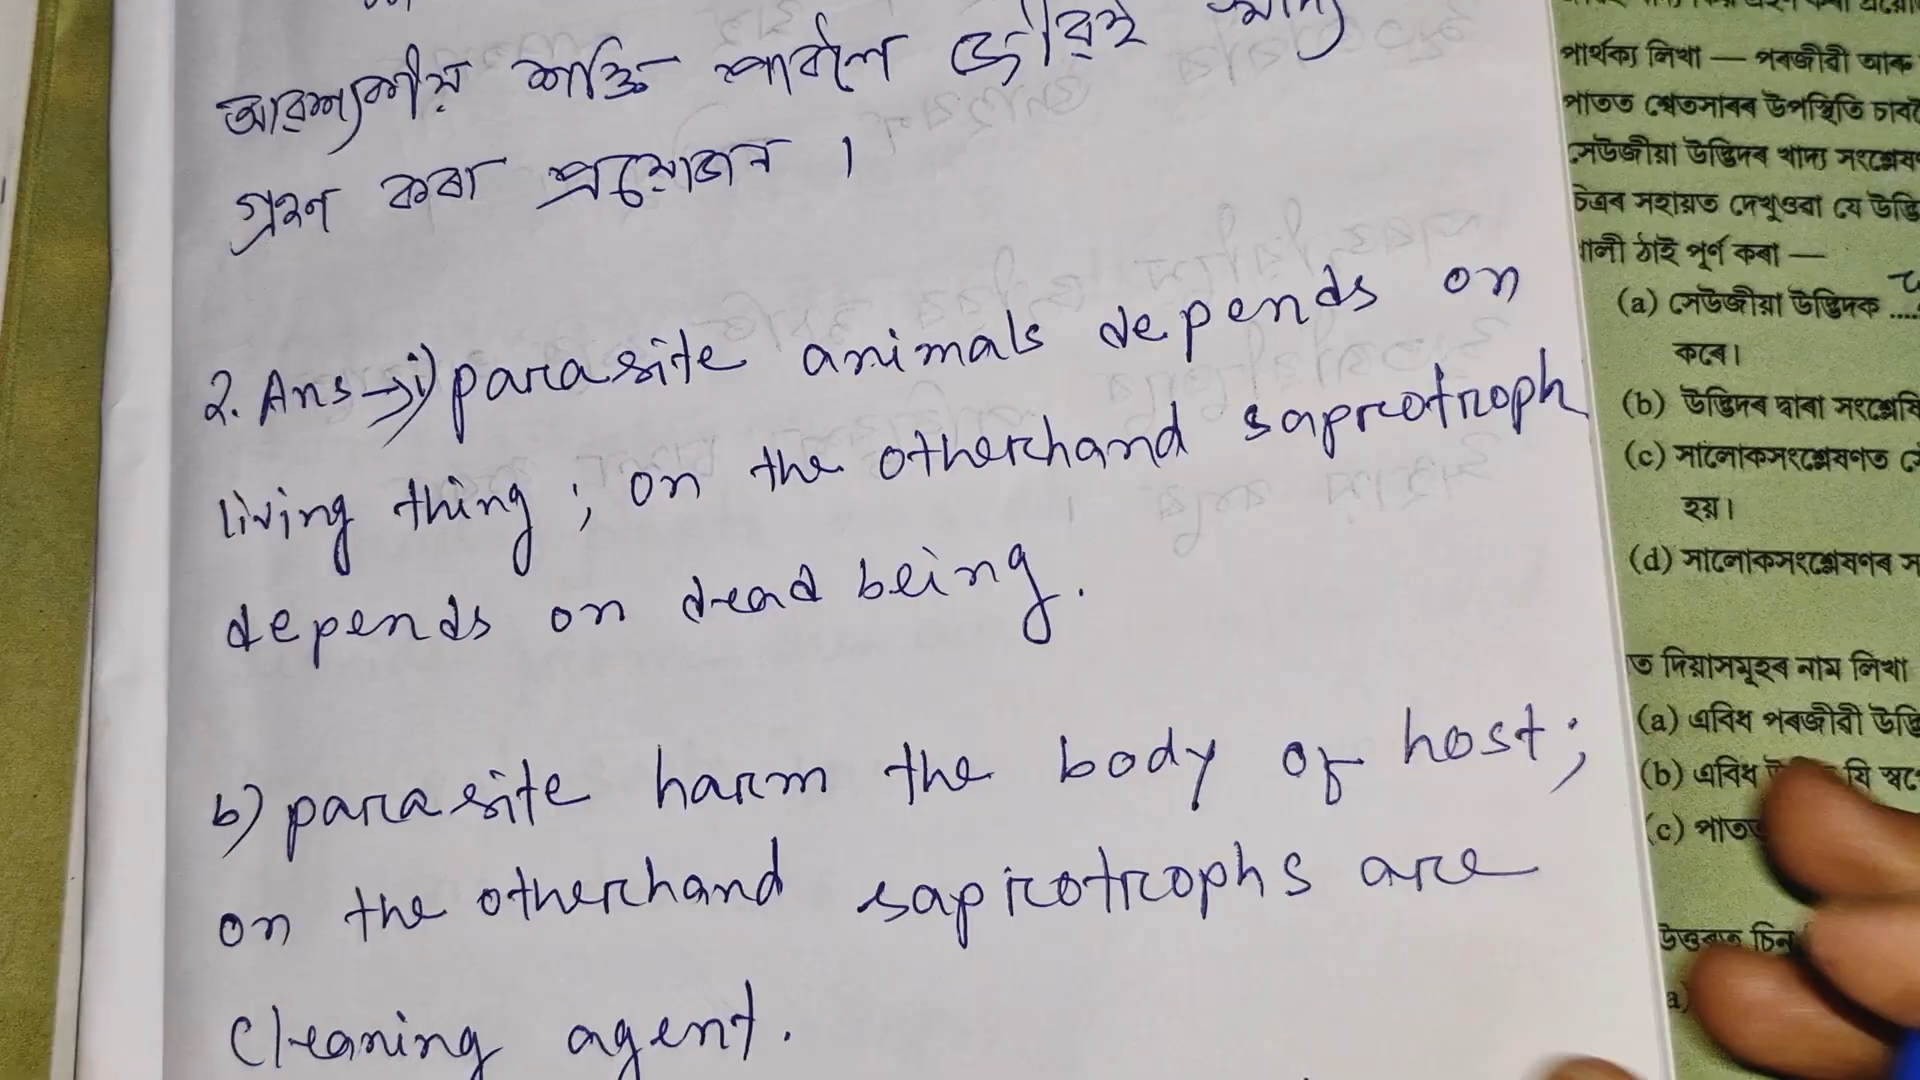 আৱশ্যকীয় শক্তি পাবলৈ জীৱই
গ্ৰহণ কৰা প্ৰয়োজন ।
2. Ans → i) parasite animals depends on
living thing ; on the otherhand saprotroph
depends on dead being.
b) parasite harm the body of host;
on the otherhand saprotrophs are
cleaning agent.
পাৰ্থক্য লিখা — পৰজীৱী আৰু
পাতত শ্বেতসাৰৰ উপস্থিতি
সেউজীয়া উদ্ভিদৰ খাদ্য
চিত্ৰৰ সহায়ত দেখুওৱা যে
ঠাই পূৰ্ণ কৰা —
(a) সেউজীয়া উদ্ভিদক ....
কৰে।
(b) উদ্ভিদৰ দ্বাৰা
(c) সালোকসংশ্লেষণত
হয়।
(d) সালোকসংশ্লেষণৰ
ত দিয়াসমূহৰ নাম লিখা
(a) এবিধ পৰজীৱী
(b) এবিধ যি
(c)
a)